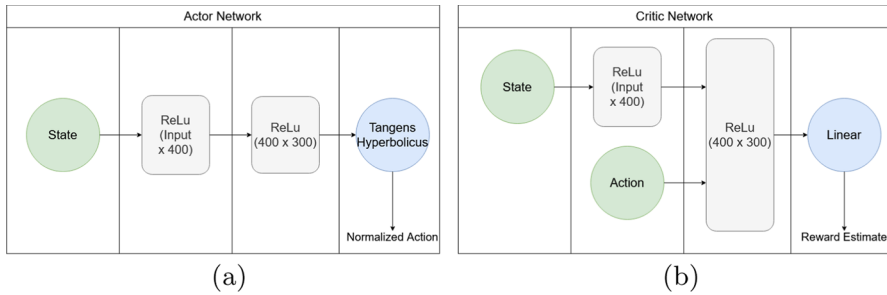 Actor Network
State
ReLu
(Input
x 400)
ReLu
(400 x 300)
Tangens
Hyperbolicus
Normalized Action
(a)
Critic Network
State
ReLu
(Input
x 400)
Action
ReLu
(400 x 300)
Linear
Reward Estimate
(b)